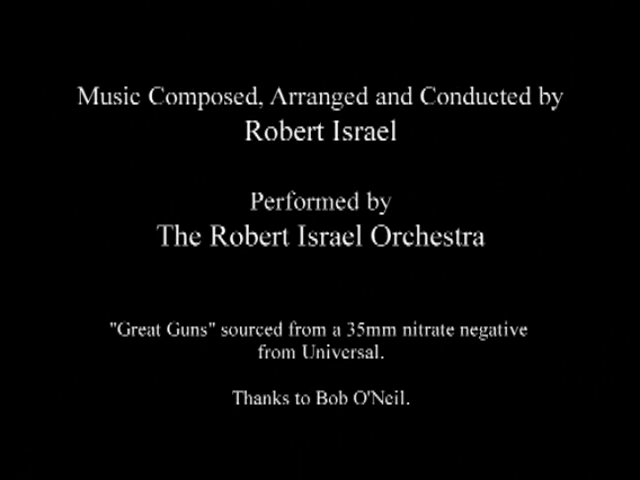 Music Composed, Arranged and Conducted by
Robert Israel
Performed by
The Robert Israel Orchestra
"Great Guns" sourced from a 35mm nitrate negative
from Universal.
Thanks to Bob O'Neil.